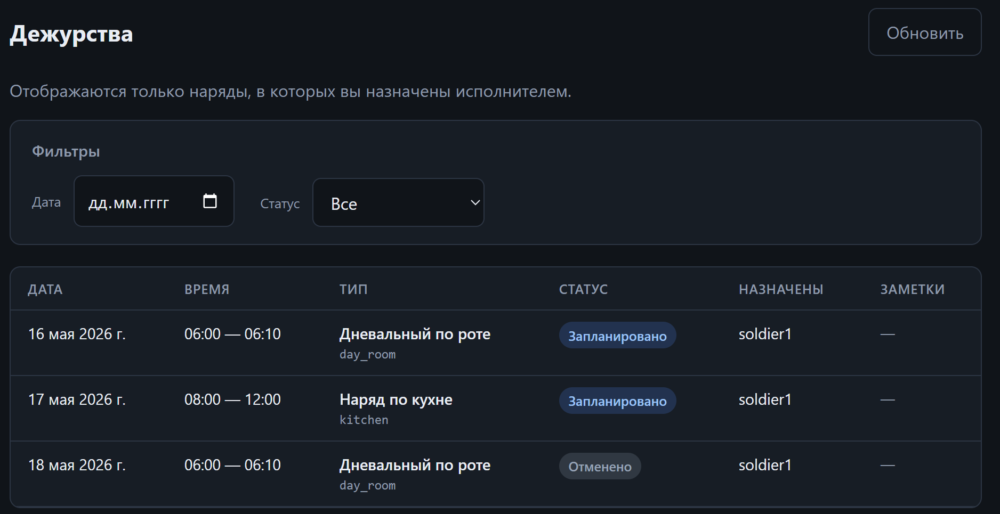 Дежурства
Обновить
Отображаются только наряды, в которых вы назначены исполнителем.
Фильтры
Дата дд.мм.гггг Статус Все
ДАТА ВРЕМЯ ТИП СТАТУС НАЗНАЧЕНЫ ЗАМЕТКИ
16 мая 2026 г. 06:00 — 06:10 Дневальный по роте Запланировано soldier1 —
day_room
17 мая 2026 г. 08:00 — 12:00 Наряд по кухне Запланировано soldier1 —
kitchen
18 мая 2026 г. 06:00 — 06:10 Дневальный по роте Отменено soldier1 —
day_room